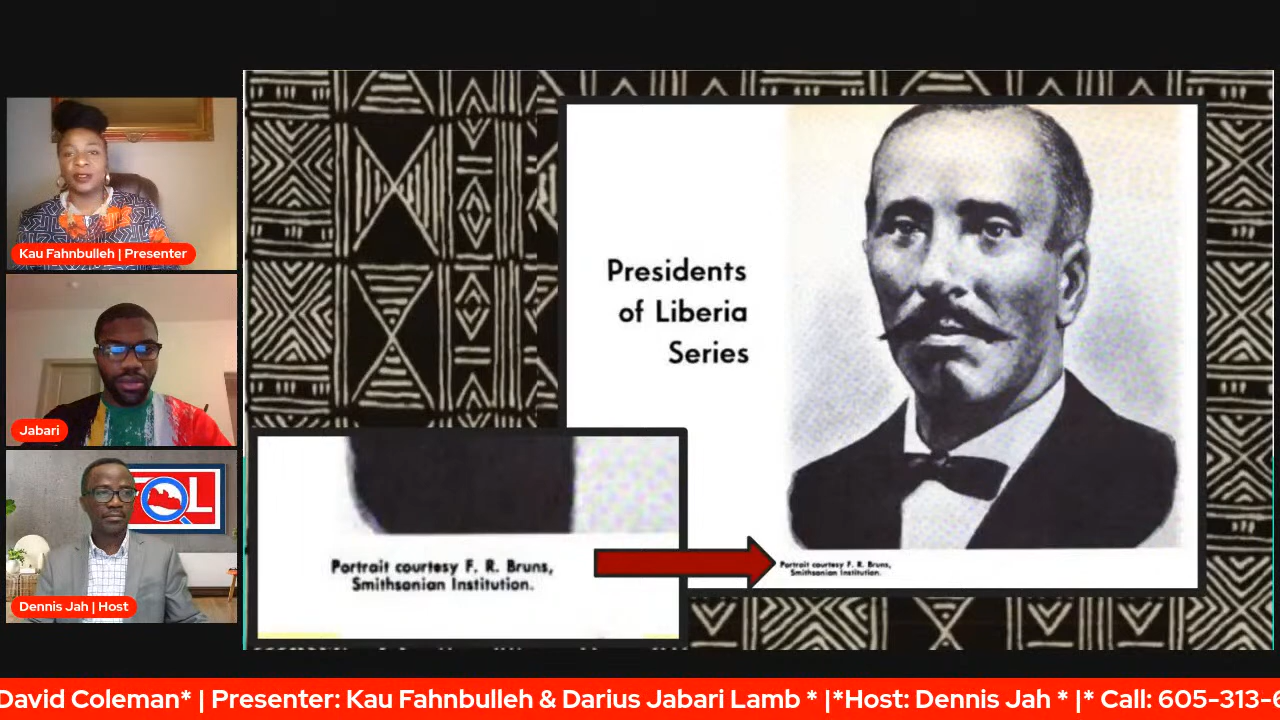 Kau Fahnbulleh | Presenter
Jabari
OL
Dennis Jah | Host
Presidents
of Liberia
Series
Portrait courtesy F. R. Bruns,
Smithsonian Institution.
Portrait courtesy F. R. Bruns,
Smithsonian Institution.
David Coleman* | Presenter: Kau Fahnbulleh & Darius Jabari Lamb * |*Host: Dennis Jah * |* Call: 605-313-